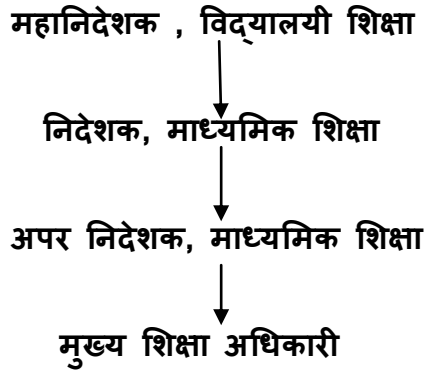 महानिदेशक , विद्यालयी शिक्षा
निदेशक, माध्यमिक शिक्षा
अपर निदेशक, माध्यमिक शिक्षा
मुख्य शिक्षा अधिकारी